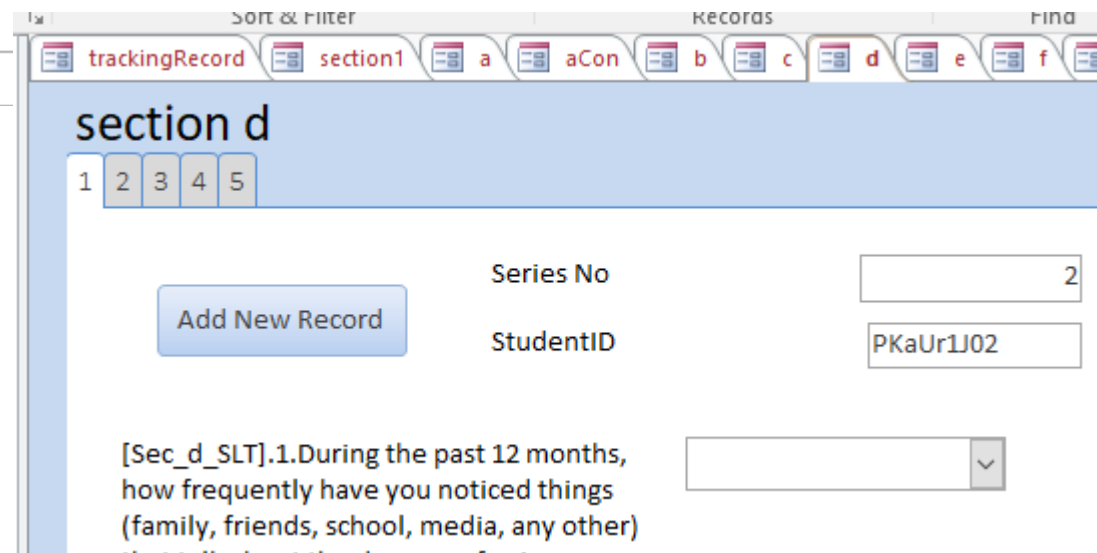 Sort & Filter Records Find
trackingRecord section1 a aCon b c d e f
section d
1 2 3 4 5
Series No 2
Add New Record
StudentID PKaUr1J02
[Sec_d_SLT].1.During the past 12 months,
how frequently have you noticed things
(family, friends, school, media, any other)